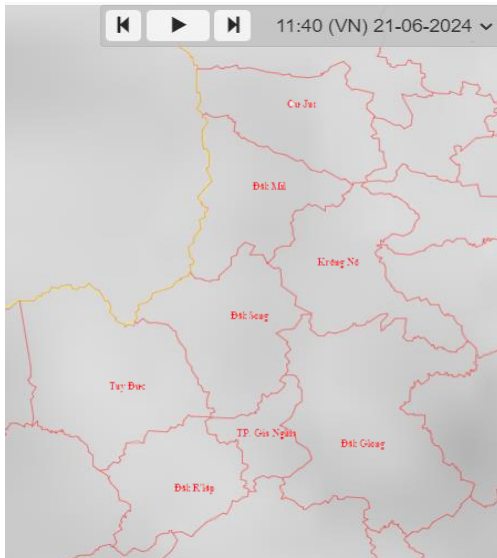 11:40 (VN) 21-06-2024
Cư Jut
Đăk Mil
Krông Nô
Đăk Song
Tuy Đức
TP. Gia Nghĩa
Đăk Glong
Đăk R'lấp